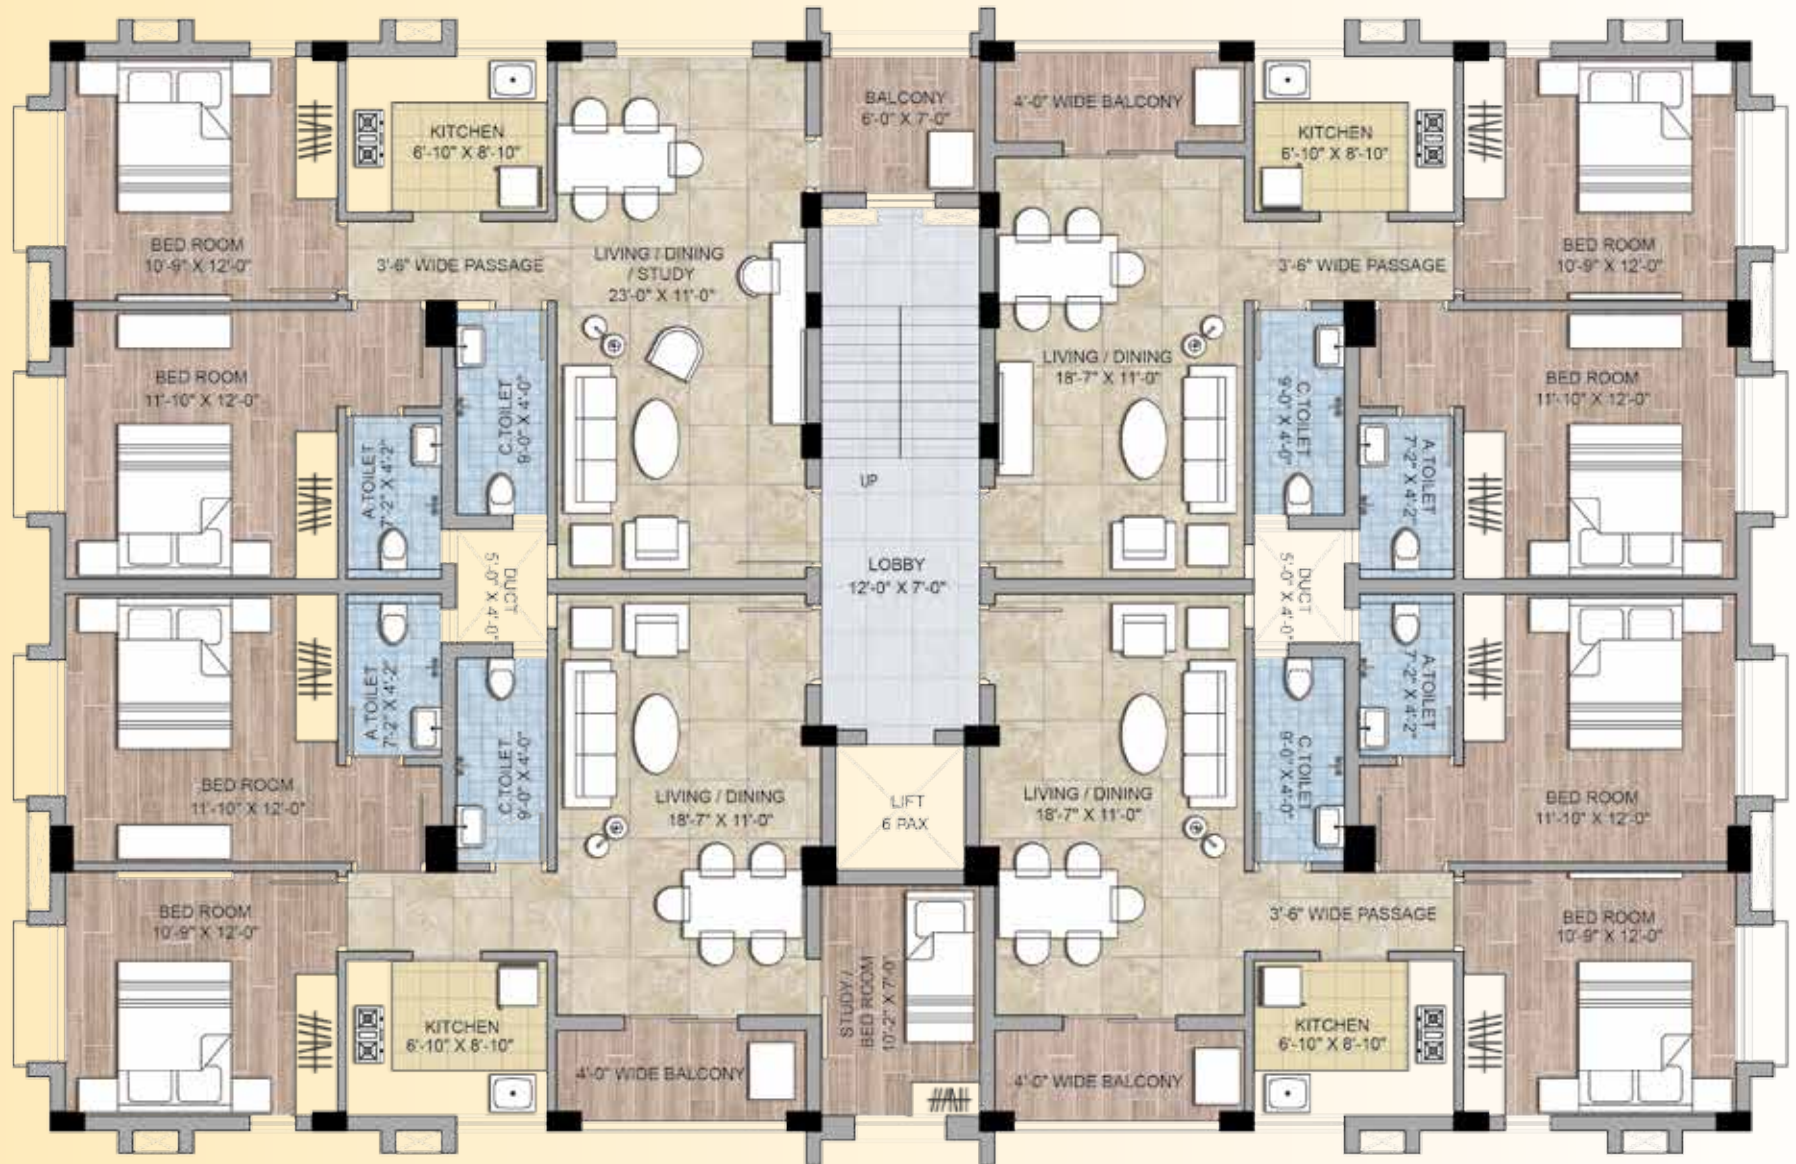 BALCONY
6'-0" X 7'-0"
4'-0" WIDE BALCONY
KITCHEN
6'-10" X 8'-10"
KITCHEN
6'-10" X 8'-10"
BED ROOM
10'-9" X 12'-0"
3'-6" WIDE PASSAGE
LIVING / DINING
/ STUDY
23'-0" X 11'-0"
3'-6" WIDE PASSAGE
BED ROOM
10'-9" X 12'-0"
BED ROOM
11'-10" X 12'-0"
C.TOILET
9'-0" X 4'-0"
LIVING / DINING
18'-7" X 11'-0"
C.TOILET
9'-0" X 4'-0"
BED ROOM
11'-10" X 12'-0"
A.TOILET
7'-2" X 4'-2"
UP
A.TOILET
7'-2" X 4'-2"
DUCT
5'-0" X 4'-0"
LOBBY
12'-0" X 7'-0"
DUCT
5'-0" X 4'-0"
A.TOILET
7'-2" X 4'-2"
A.TOILET
7'-2" X 4'-2"
BED ROOM
11'-10" X 12'-0"
C.TOILET
9'-0" X 4'-0"
LIVING / DINING
18'-7" X 11'-0"
LIFT
6 PAX
LIVING / DINING
18'-7" X 11'-0"
C.TOILET
9'-0" X 4'-0"
BED ROOM
11'-10" X 12'-0"
BED ROOM
10'-9" X 12'-0"
3'-6" WIDE PASSAGE
BED ROOM
10'-9" X 12'-0"
STUDY /
BED ROOM
10'-2" X 7'-0"
KITCHEN
6'-10" X 8'-10"
KITCHEN
6'-10" X 8'-10"
4'-0" WIDE BALCONY
4'-0" WIDE BALCONY